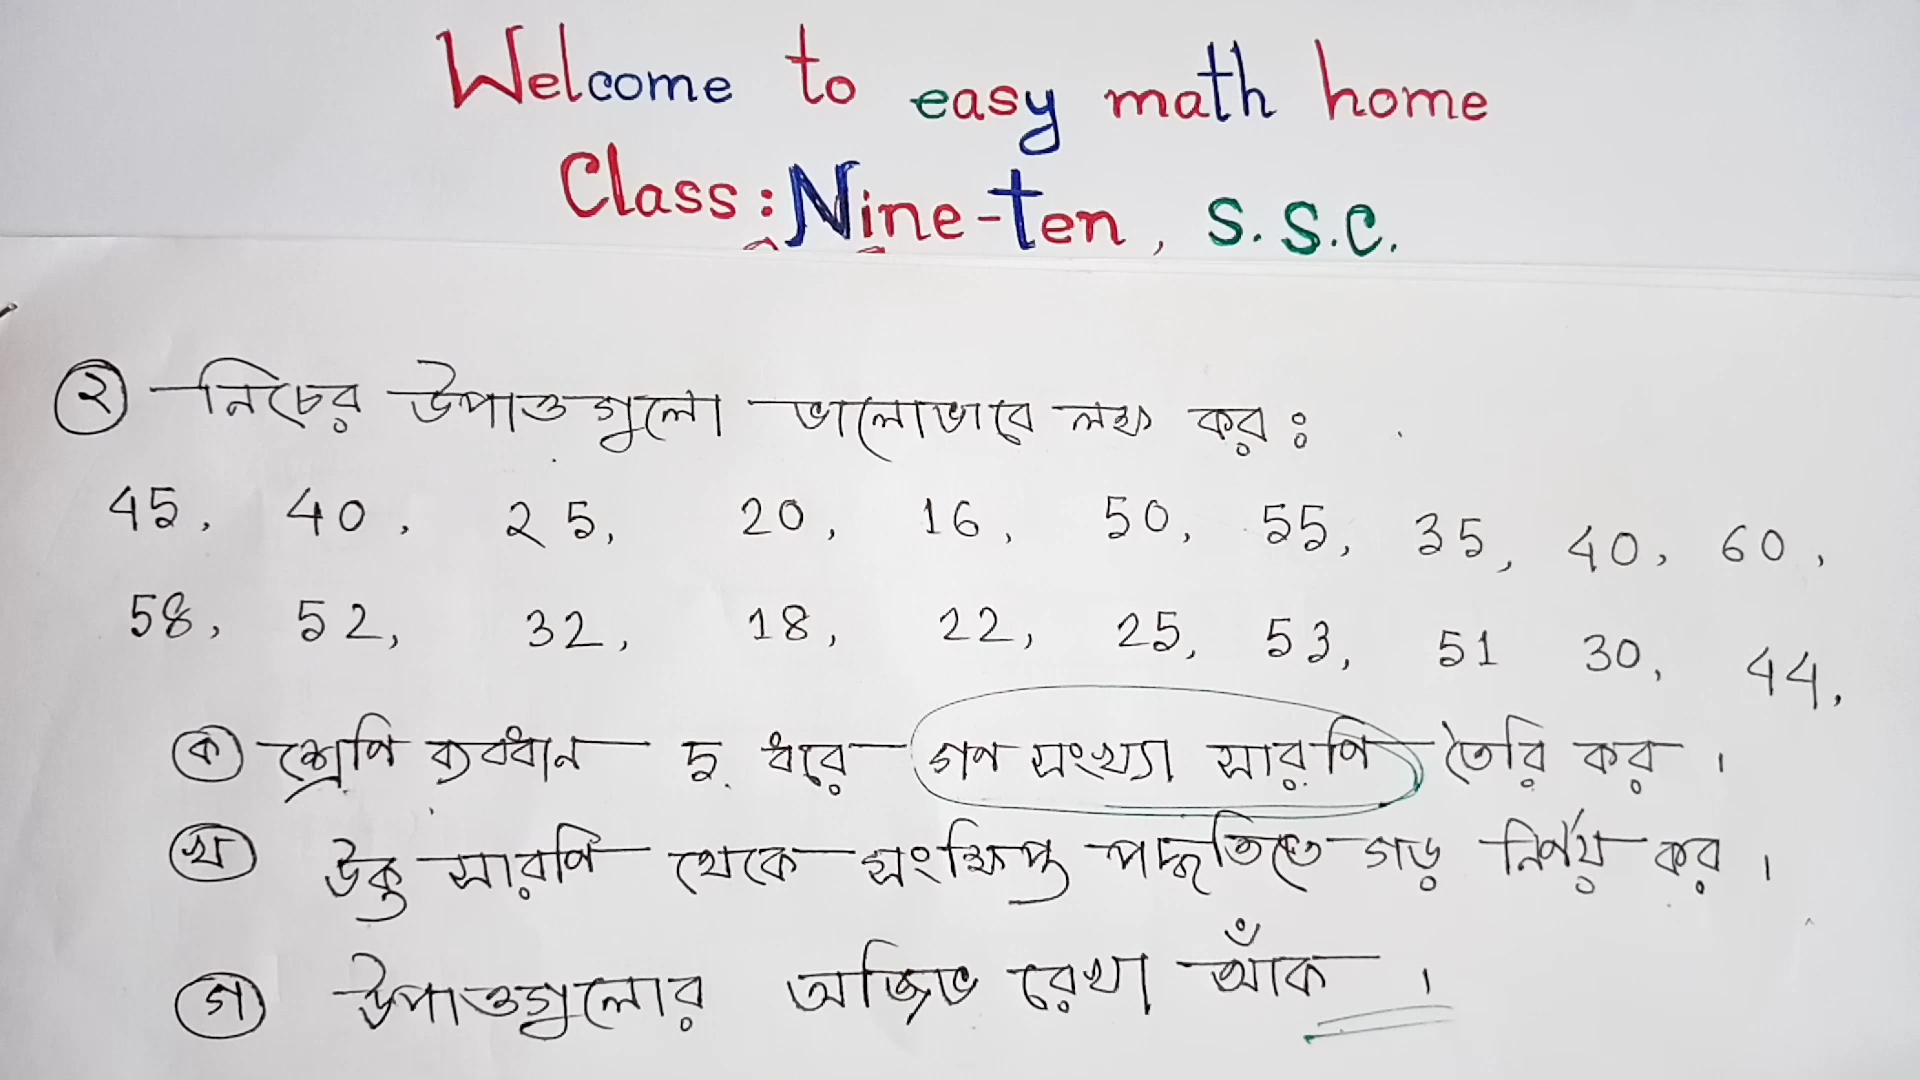 Welcome to easy math home
Class: Nine-ten, S.S.C.
২ নিচের উপাত্তগুলো ভালোভাবে লক্ষ কর :
45, 40, 25, 20, 16, 50, 55, 35, 40, 60,
58, 52, 32, 18, 22, 25, 53, 51 30, 44,
ক শ্রেণি ব্যবধান ধরে গণ সংখ্যা সারণি তৈরি কর ।
খ উক্ত সারণি থেকে সংক্ষিপ্ত পদ্ধতিতে গড় নির্ণয় কর ।
গ উপাত্তগুলোর অজিভ রেখা আঁক ।